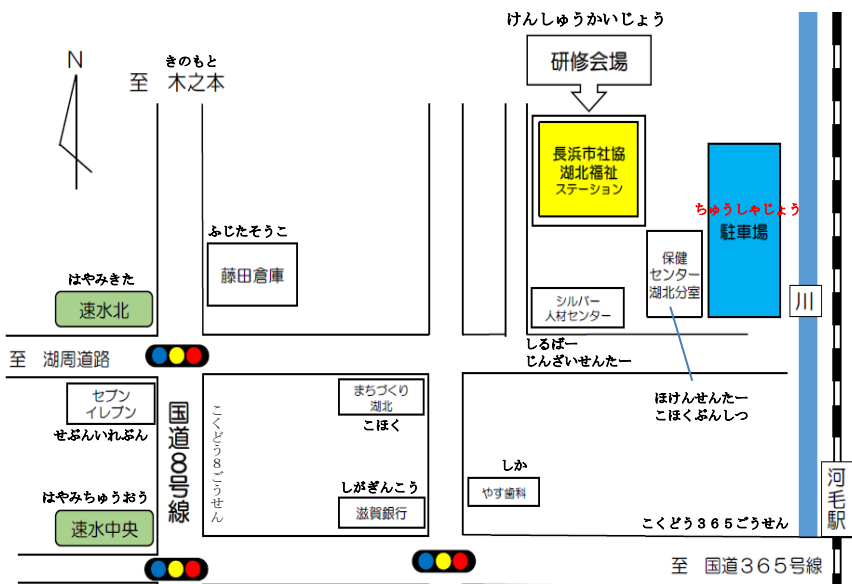 けんしゅうかいじょう
研修会場
N
きのもと
至 木之本
長浜市社協
湖北福祉
ステーション
ちゅうしゃじょう
駐車場
ふじたそうこ
藤田倉庫
保健
センター
湖北分室
はやみきた
速水北
シルバー
人材センター
川
しるばー
じんざいせんたー
至 湖周道路
セブン
イレブン
せぶんいれぶん
国道8号線
こくどう8ごうせん
まちづくり
湖北
こほく
ほけんせんたー
こほくぶんしつ
しか
やす歯科
しがぎんこう
滋賀銀行
はやみちゅうおう
速水中央
河毛駅
こくどう365ごうせん
至 国道365号線